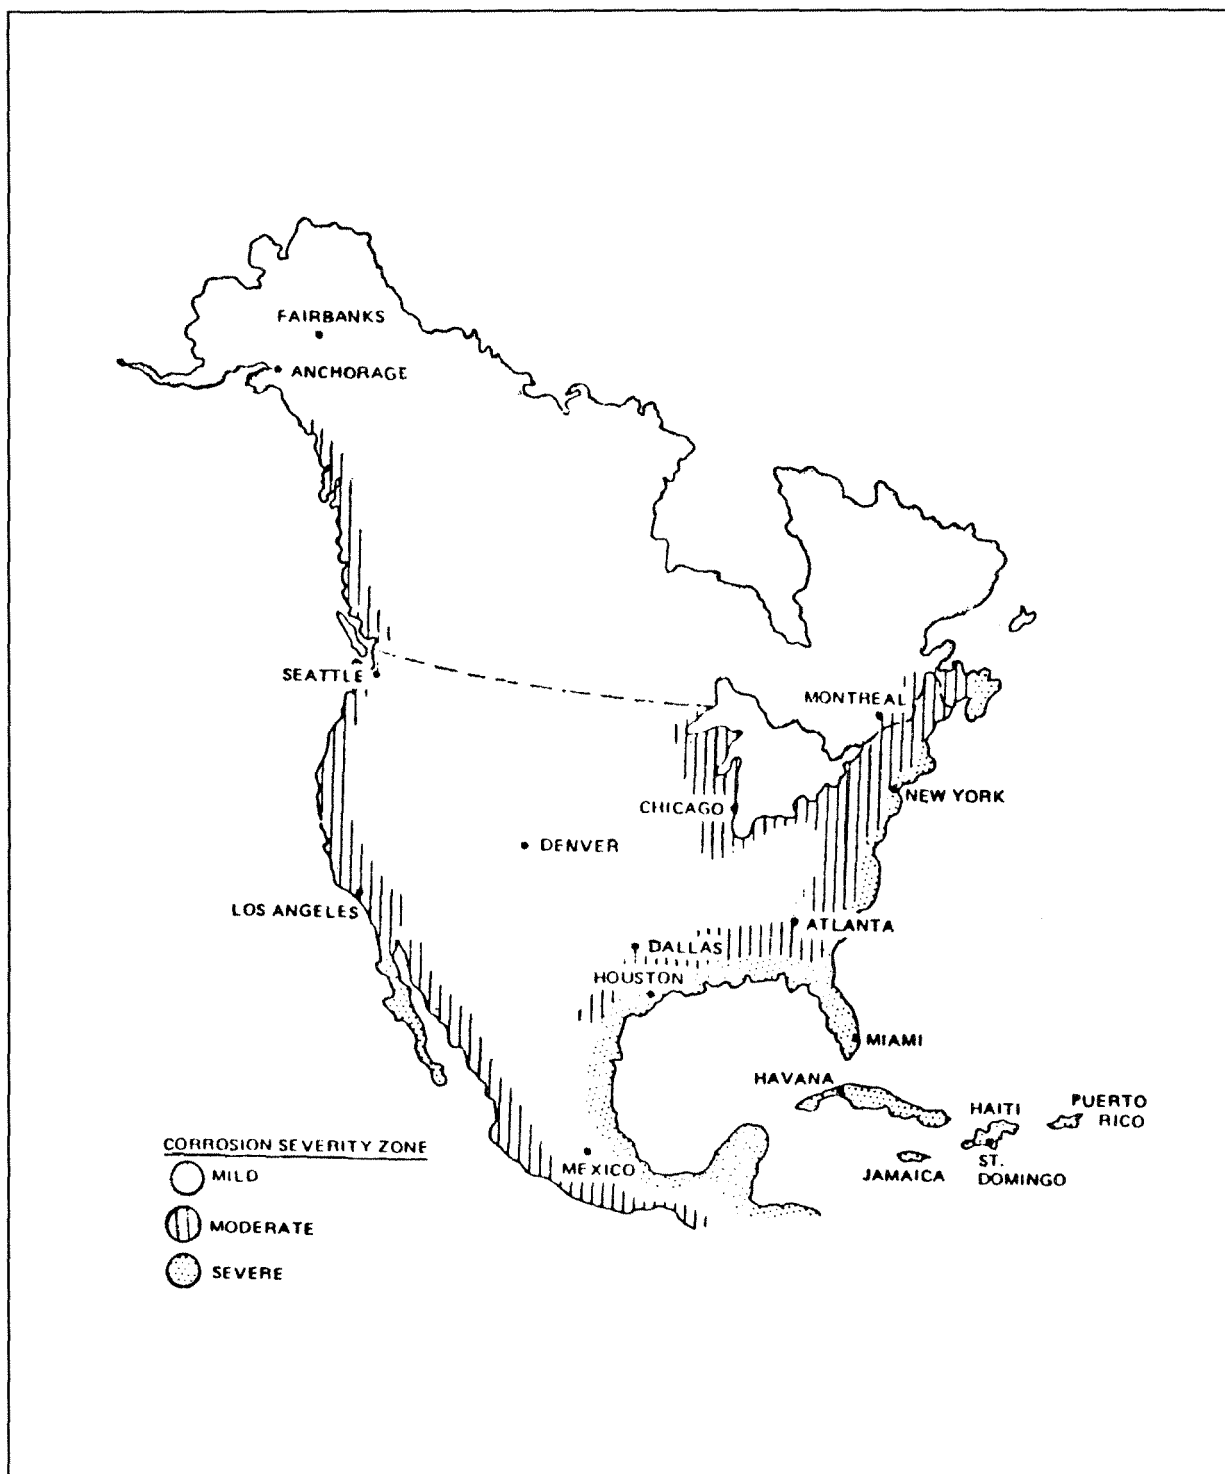 FAIRBANKS
ANCHORAGE
SEATTLE
MONTREAL
NEW YORK
CHICAGO
DENVER
LOS ANGELES
ATLANTA
DALLAS
HOUSTON
MIAMI
HAVANA
HAITI
PUERTO
RICO
JAMAICA
ST.
DOMINGO
MEXICO
CORROSION SEVERITY ZONE
MILD
MODERATE
SEVERE